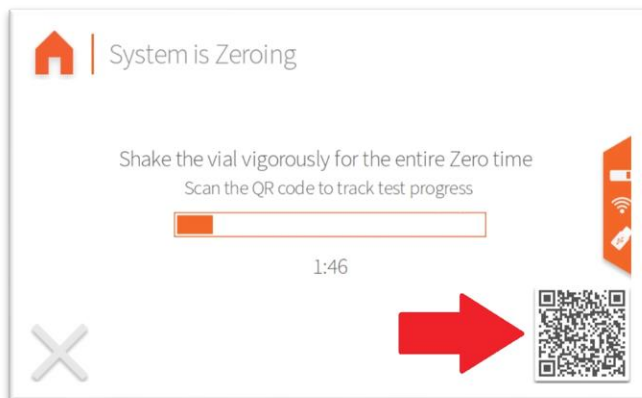 System is Zeroing
Shake the vial vigorously for the entire Zero time
Scan the QR code to track test progress
1:46